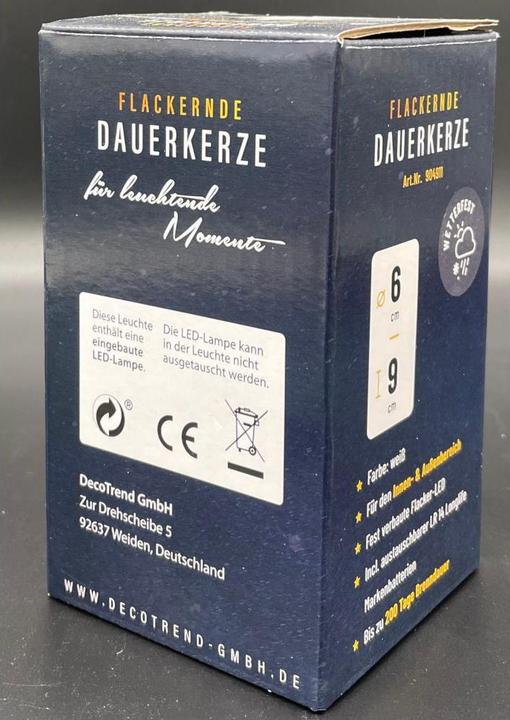 FLACKERNDE
DAUERKERZE
für leuchtende
Momente
Diese Leuchte
enthält eine
eingebaute
LED-Lampe.
Die LED-Lampe kann
in der Leuchte nicht
ausgetauscht werden.
®
CE
DecoTrend GmbH
Zur Drehscheibe 5
92637 Weiden, Deutschland
WWW.DECOTREND-GMBH.DE
FLACKERNDE
DAUERKERZE
Art.Nr. 904911
WETTERFEST
⌀ 6
cm
9
cm
★ Farbe: weiß
★ Für den Innen- & Außenbereich
★ Fest verbaute Flacker-LED
★ Incl. austauschbarer LR 14 Longlife
Markenbatterien
★ Bis zu 200 Tage Brenndauer